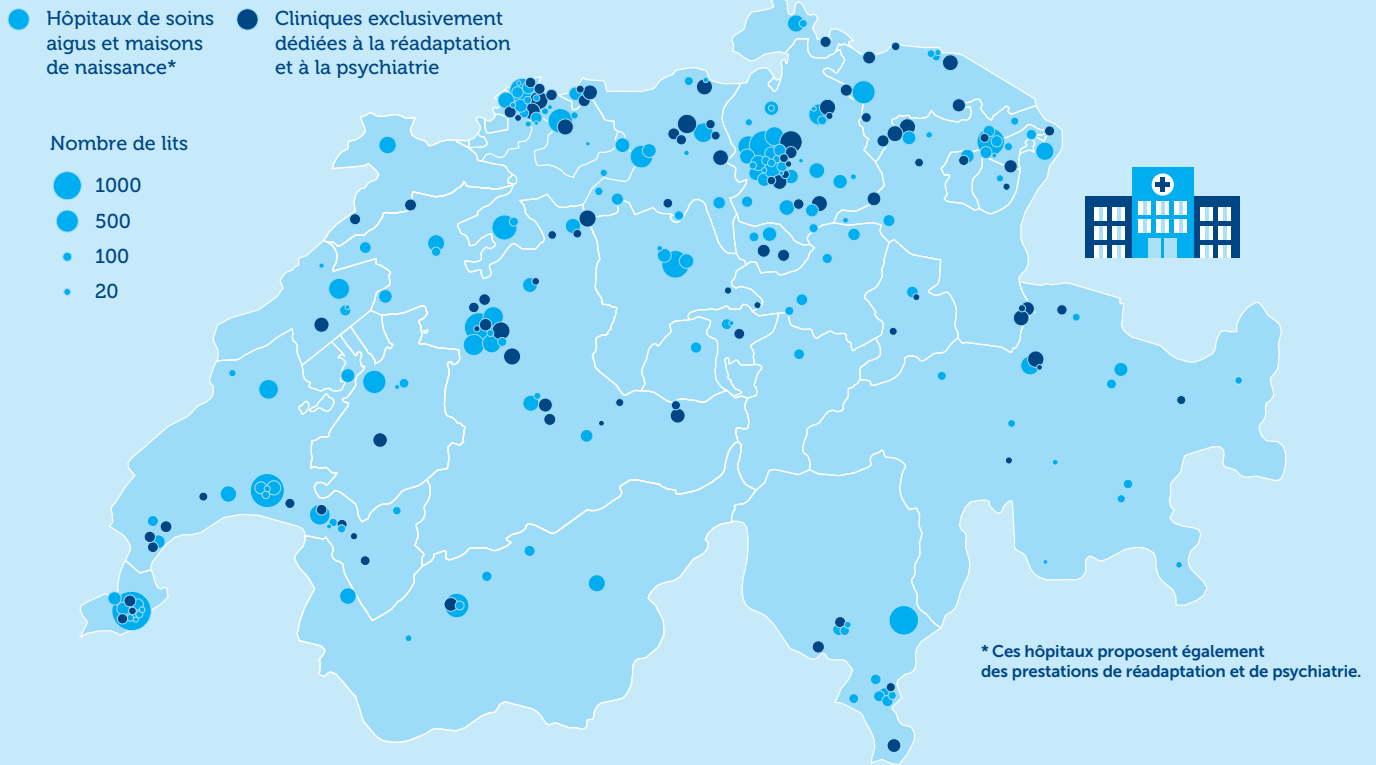 Hôpitaux de soins
aigus et maisons
de naissance*
Cliniques exclusivement
dédiées à la réadaptation
et à la psychiatrie
Nombre de lits
1000
500
100
20
* Ces hôpitaux proposent également
des prestations de réadaptation et de psychiatrie.